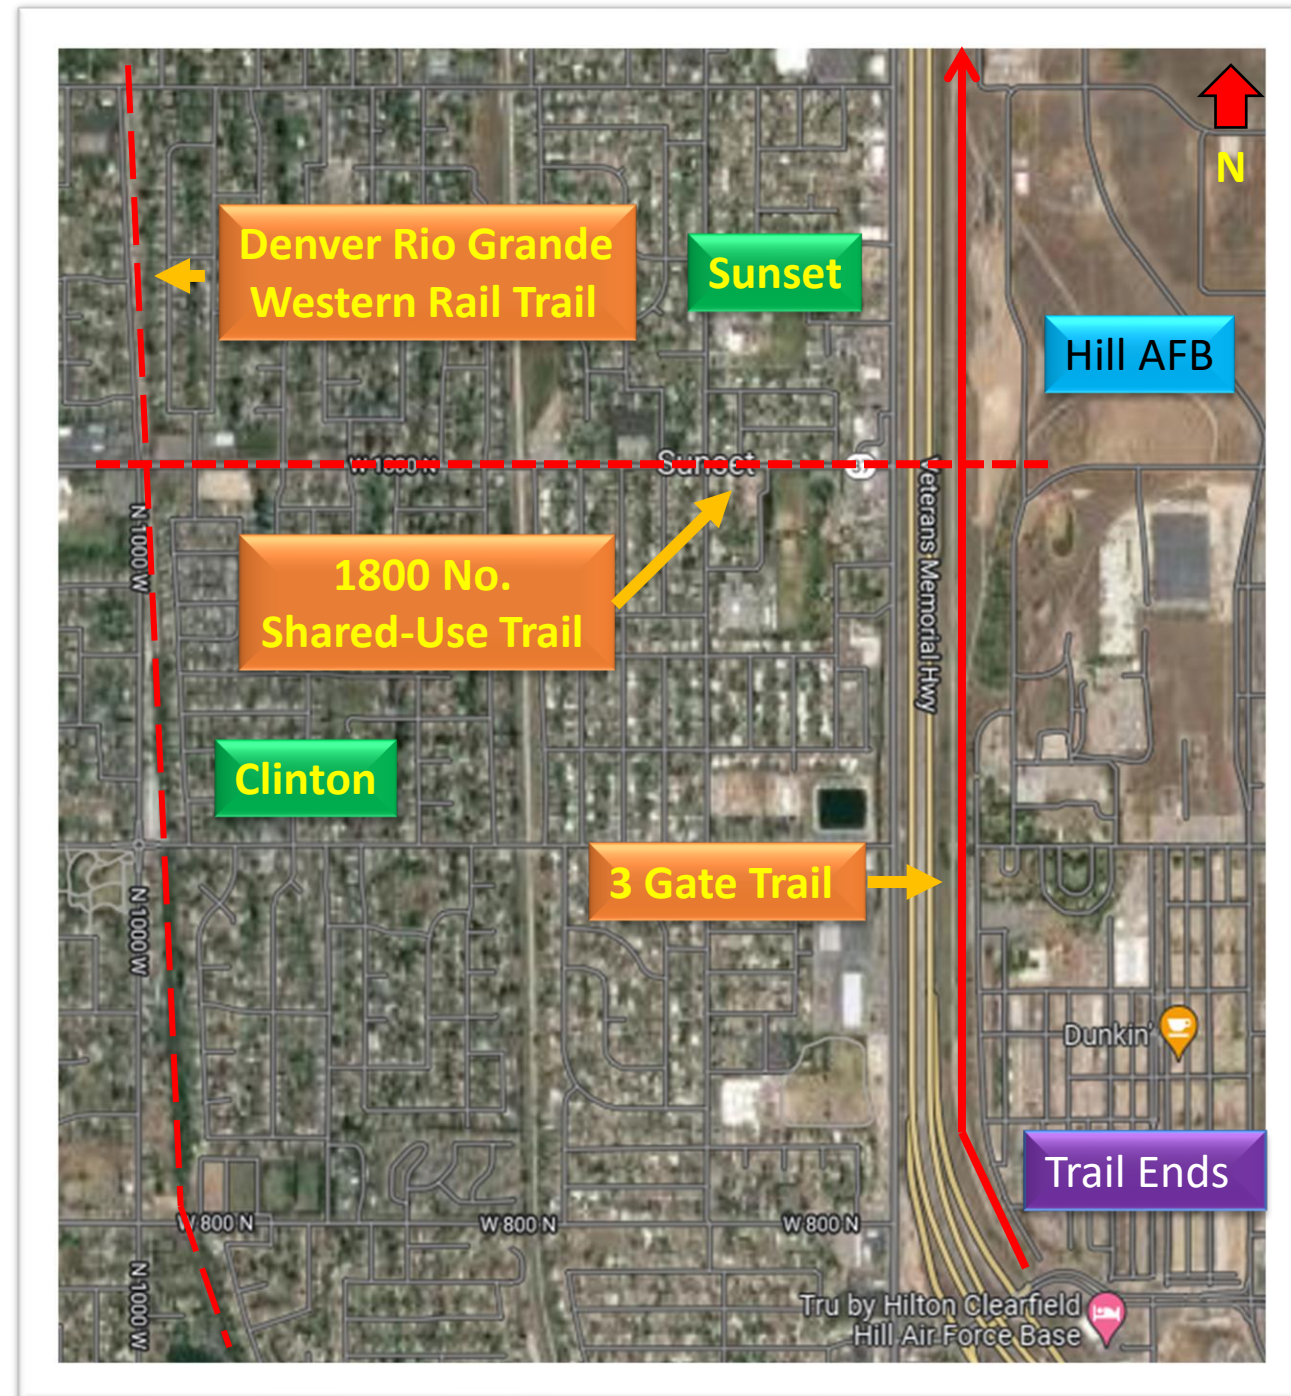 N
Denver Rio Grande
Western Rail Trail
Sunset
Hill AFB
W 1800 N
Sunset
N 1000 W
Veterans Memorial Hwy
1800 No.
Shared-Use Trail
Clinton
3 Gate Trail
N 1000 W
Dunkin'
Trail Ends
W 800 N
W 800 N
W 800 N
N 1000 W
Tru by Hilton Clearfield
Hill Air Force Base